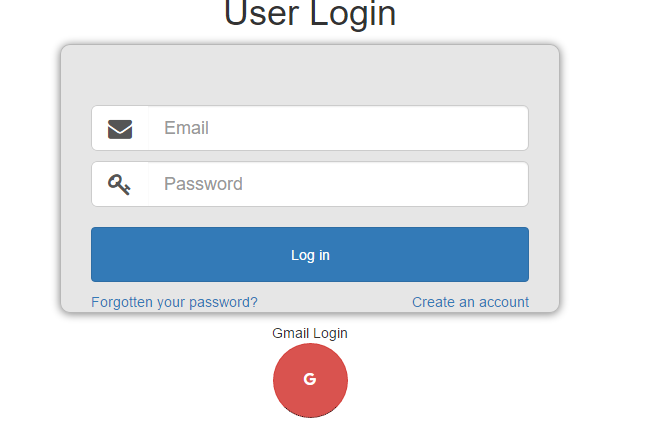 User Login
Email
Password
Log in
Forgotten your password? Create an account
Gmail Login
G